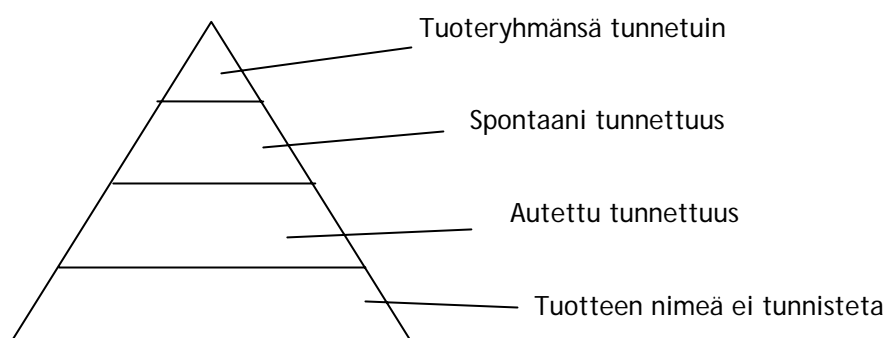 Tuoteryhmänsä tunnetuin
Spontaani tunnettuus
Autettu tunnettuus
Tuotteen nimeä ei tunnisteta